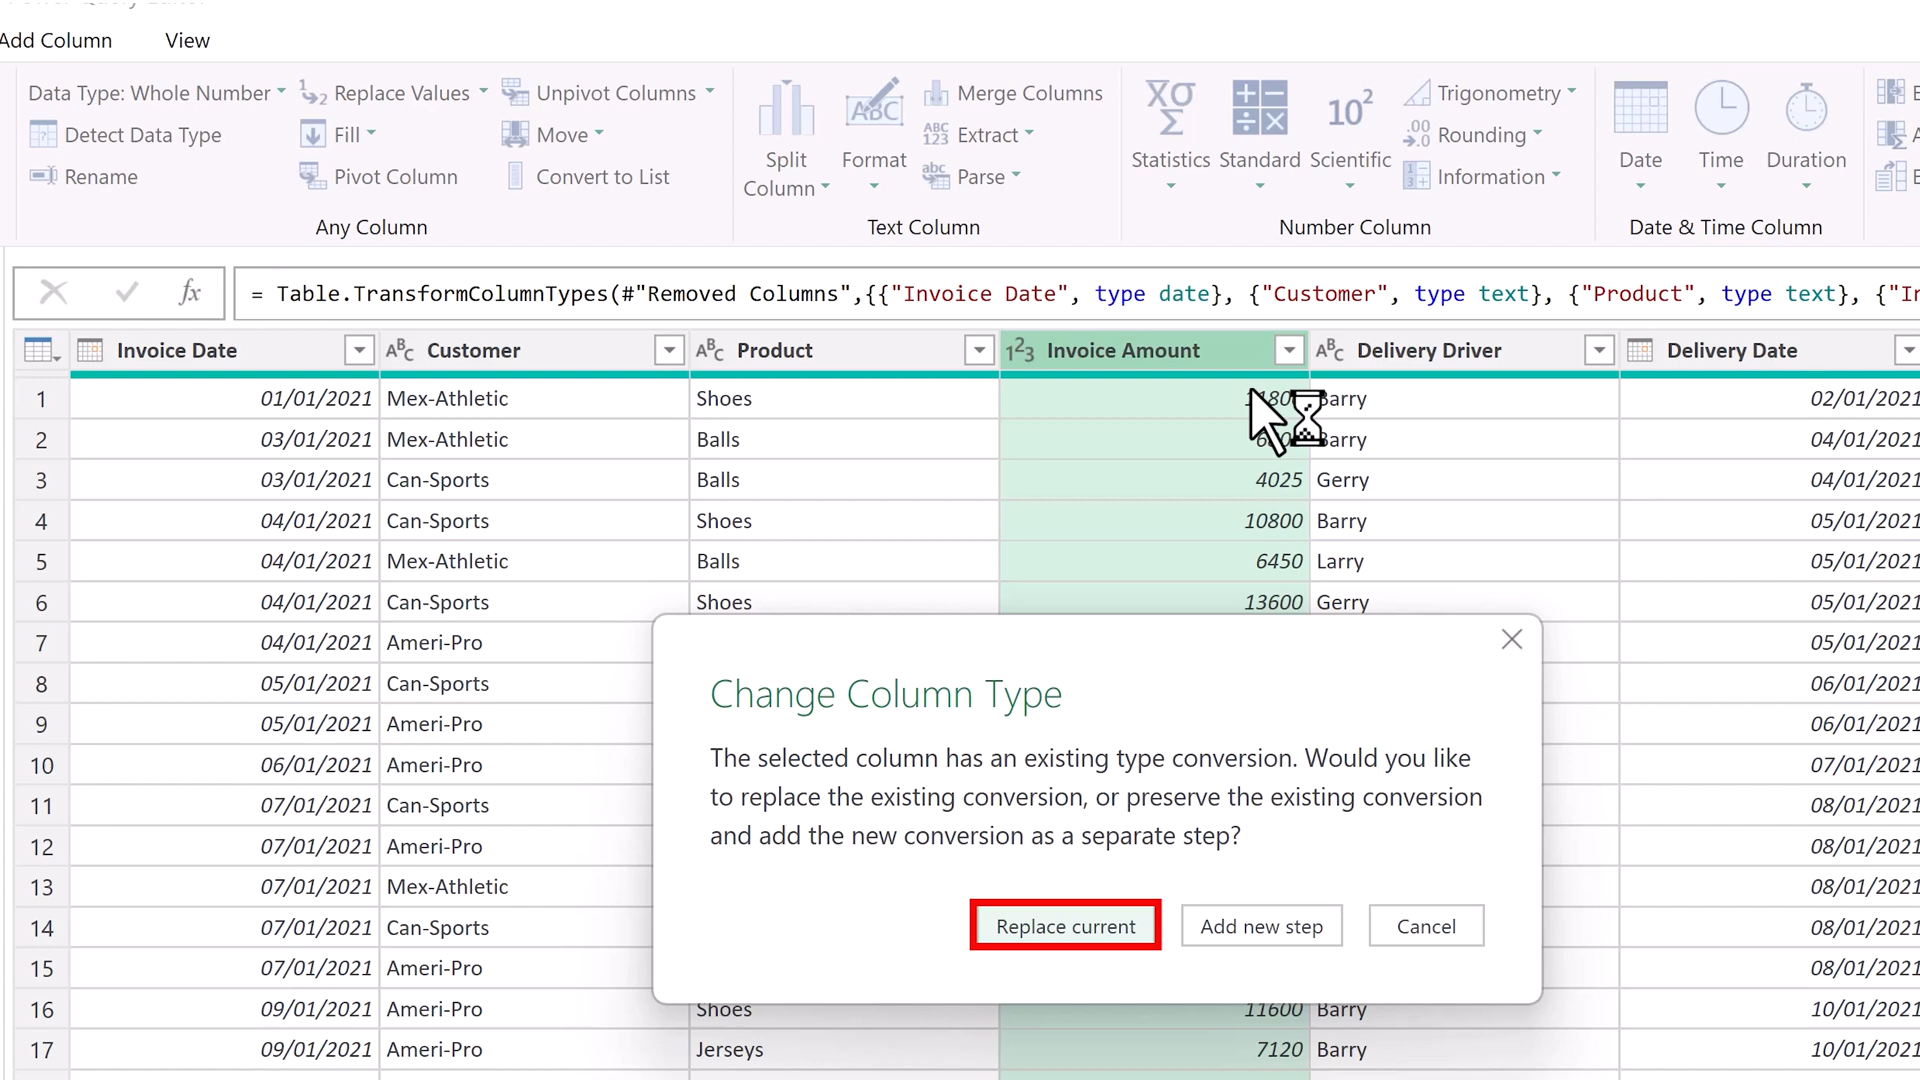 Add Column View
Data Type: Whole Number Replace Values Unpivot Columns Merge Columns Trigonometry
Detect Data Type Fill Move Extract Rounding
Rename Pivot Column Convert to List Parse Information
Split Column Format Statistics Standard Scientific Date Time Duration
Any Column Text Column Number Column Date & Time Column
fx = Table.TransformColumnTypes(#"Removed Columns",{{"Invoice Date", type date}, {"Customer", type text}, {"Product", type text}, {"
Invoice Date ABC Customer ABC Product 123 Invoice Amount ABC Delivery Driver Delivery Date
1 01/01/2021 Mex-Athletic Shoes Barry 02/01/2021
2 03/01/2021 Mex-Athletic Balls Barry 04/01/2021
3 03/01/2021 Can-Sports Balls 4025 Gerry 04/01/2021
4 04/01/2021 Can-Sports Shoes 10800 Barry 05/01/2021
5 04/01/2021 Mex-Athletic Balls 6450 Larry 05/01/2021
6 04/01/2021 Can-Sports Shoes 13600 Gerry 05/01/2021
7 04/01/2021 Ameri-Pro 05/01/2021
8 05/01/2021 Can-Sports 06/01/2021
9 05/01/2021 Ameri-Pro 06/01/2021
10 06/01/2021 Ameri-Pro 07/01/2021
11 07/01/2021 Can-Sports 08/01/2021
12 07/01/2021 Ameri-Pro 08/01/2021
13 07/01/2021 Mex-Athletic 08/01/2021
14 07/01/2021 Can-Sports 08/01/2021
15 07/01/2021 Ameri-Pro 08/01/2021
16 09/01/2021 Ameri-Pro Shoes 11600 Barry 10/01/2021
17 09/01/2021 Ameri-Pro Jerseys 7120 Barry 10/01/2021
Change Column Type
The selected column has an existing type conversion. Would you like
to replace the existing conversion, or preserve the existing conversion
and add the new conversion as a separate step?
Replace current Add new step Cancel